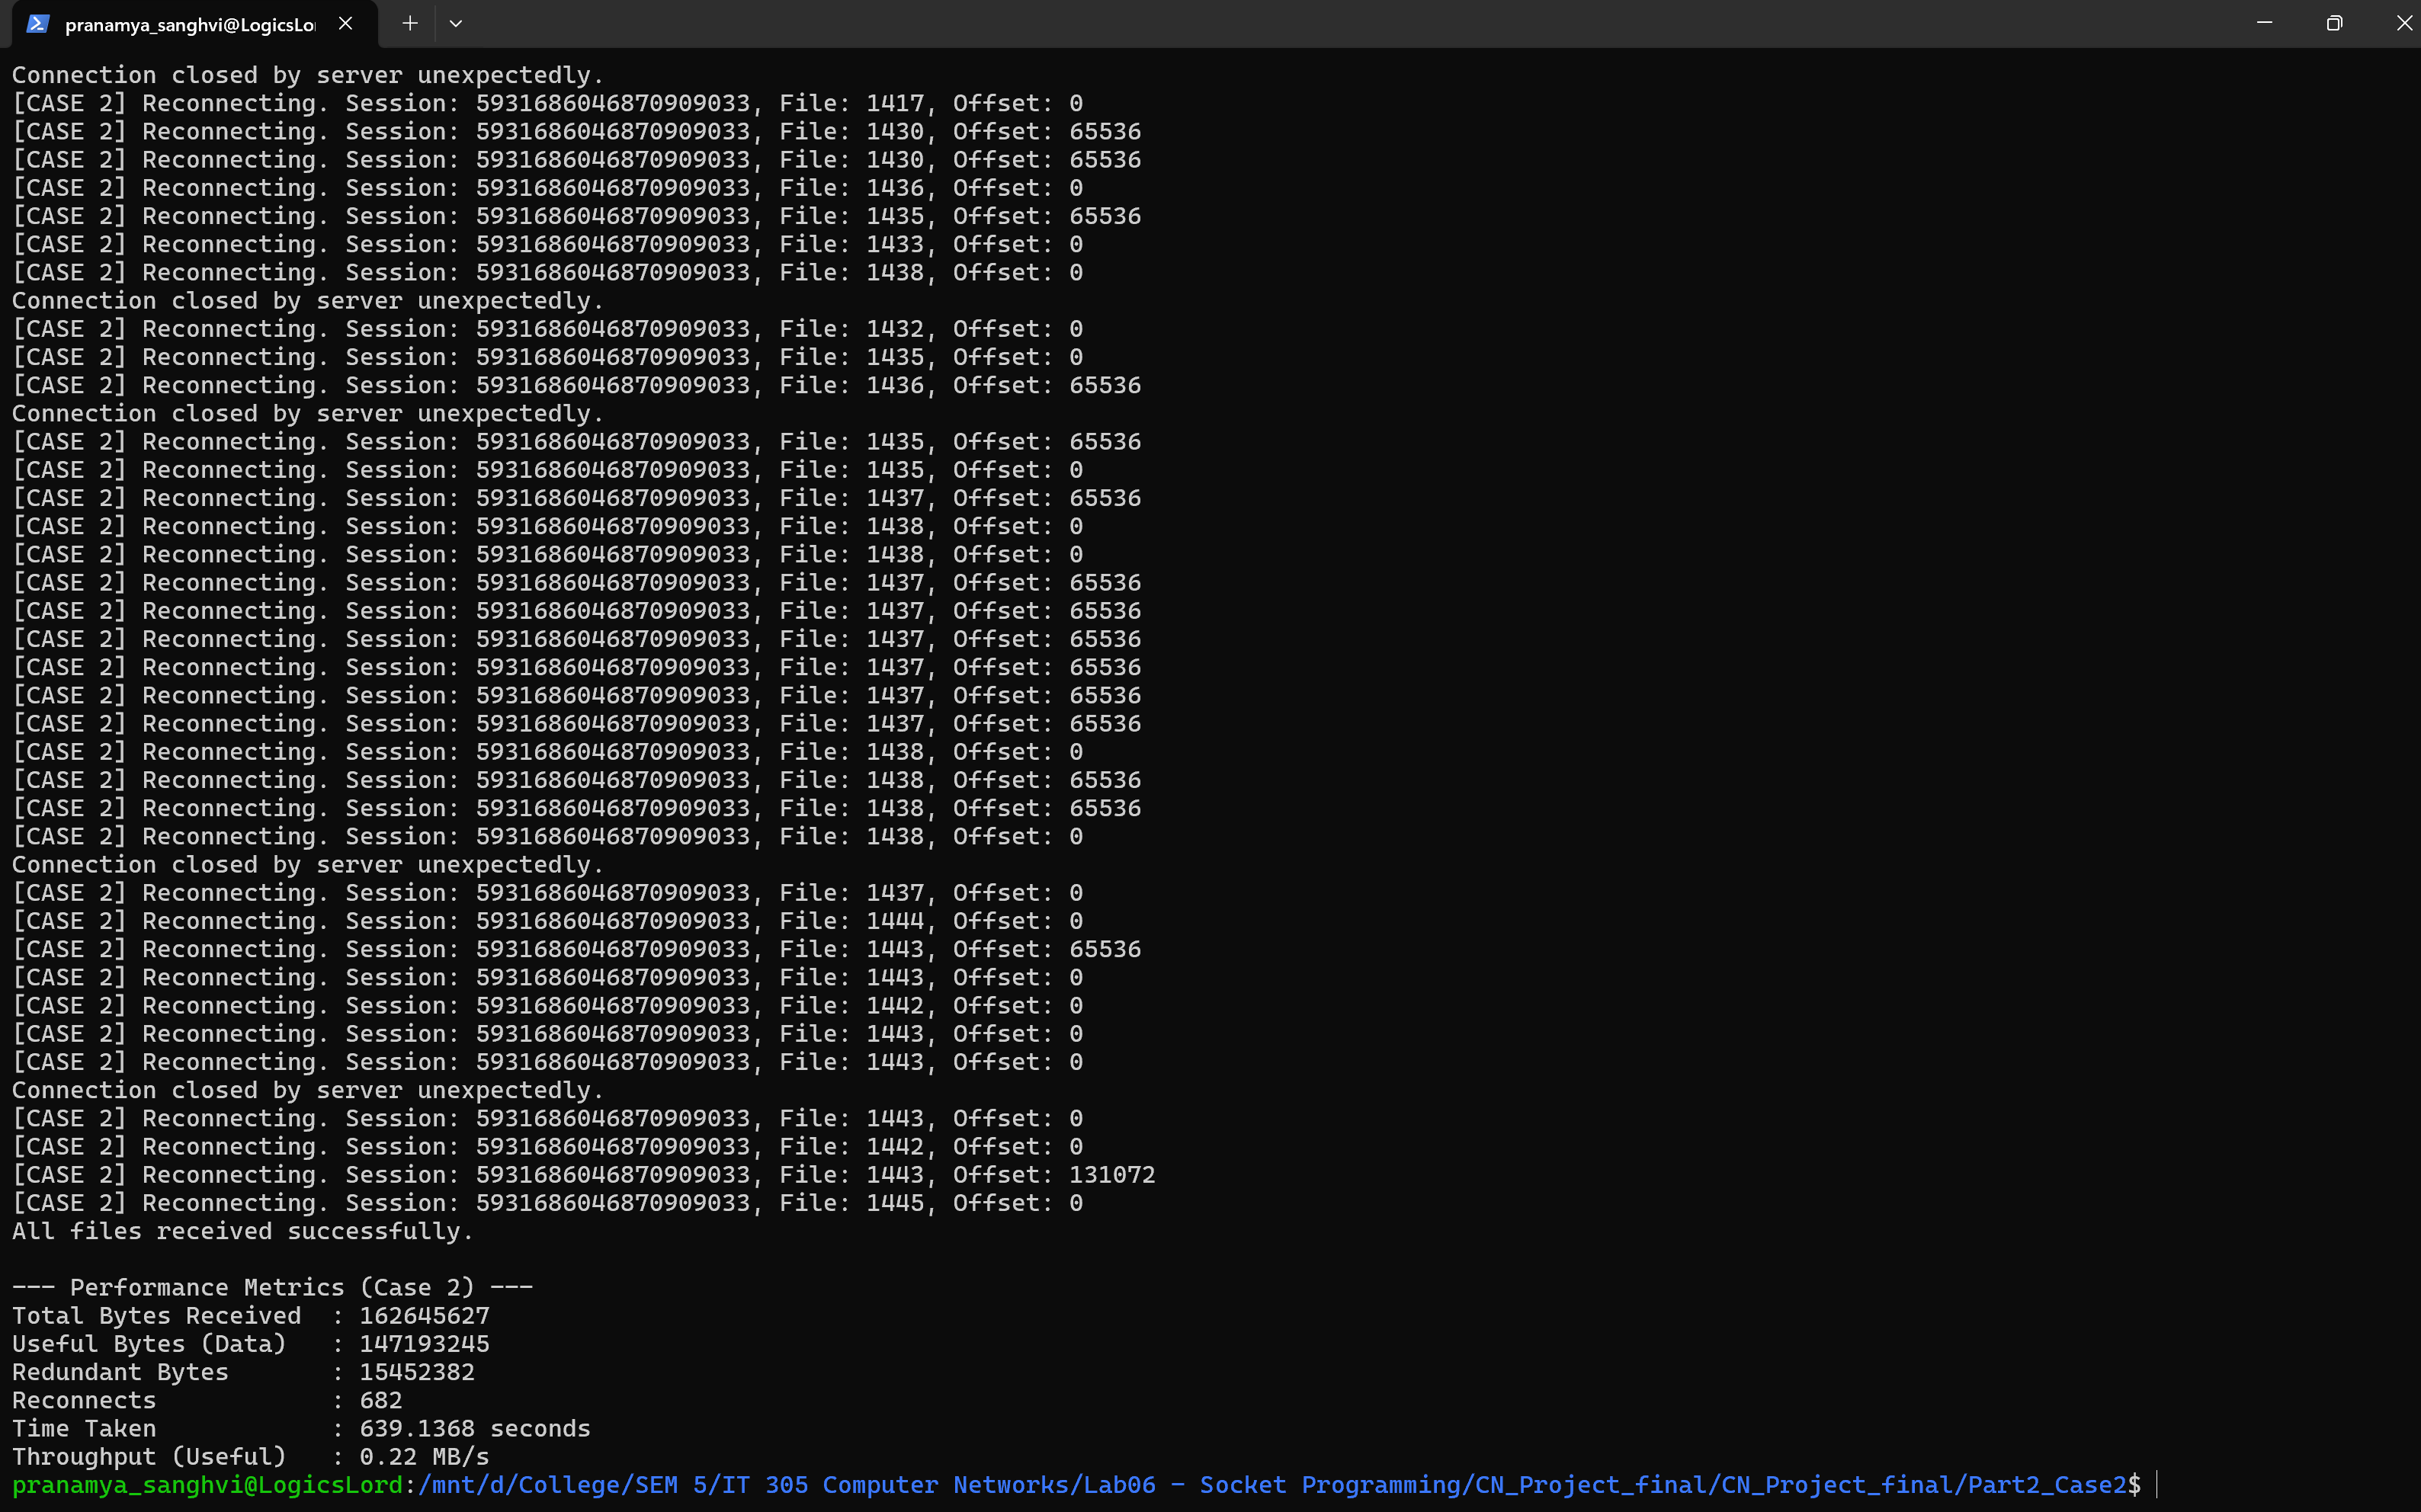 pranamya_sanghvi@LogicsLo
Connection closed by server unexpectedly.
[CASE 2] Reconnecting. Session: 5931686046870909033, File: 1417, Offset: 0
[CASE 2] Reconnecting. Session: 5931686046870909033, File: 1430, Offset: 65536
[CASE 2] Reconnecting. Session: 5931686046870909033, File: 1430, Offset: 65536
[CASE 2] Reconnecting. Session: 5931686046870909033, File: 1436, Offset: 0
[CASE 2] Reconnecting. Session: 5931686046870909033, File: 1435, Offset: 65536
[CASE 2] Reconnecting. Session: 5931686046870909033, File: 1433, Offset: 0
[CASE 2] Reconnecting. Session: 5931686046870909033, File: 1438, Offset: 0
Connection closed by server unexpectedly.
[CASE 2] Reconnecting. Session: 5931686046870909033, File: 1432, Offset: 0
[CASE 2] Reconnecting. Session: 5931686046870909033, File: 1435, Offset: 0
[CASE 2] Reconnecting. Session: 5931686046870909033, File: 1436, Offset: 65536
Connection closed by server unexpectedly.
[CASE 2] Reconnecting. Session: 5931686046870909033, File: 1435, Offset: 65536
[CASE 2] Reconnecting. Session: 5931686046870909033, File: 1435, Offset: 0
[CASE 2] Reconnecting. Session: 5931686046870909033, File: 1437, Offset: 65536
[CASE 2] Reconnecting. Session: 5931686046870909033, File: 1438, Offset: 0
[CASE 2] Reconnecting. Session: 5931686046870909033, File: 1438, Offset: 0
[CASE 2] Reconnecting. Session: 5931686046870909033, File: 1437, Offset: 65536
[CASE 2] Reconnecting. Session: 5931686046870909033, File: 1437, Offset: 65536
[CASE 2] Reconnecting. Session: 5931686046870909033, File: 1437, Offset: 65536
[CASE 2] Reconnecting. Session: 5931686046870909033, File: 1437, Offset: 65536
[CASE 2] Reconnecting. Session: 5931686046870909033, File: 1437, Offset: 65536
[CASE 2] Reconnecting. Session: 5931686046870909033, File: 1437, Offset: 65536
[CASE 2] Reconnecting. Session: 5931686046870909033, File: 1438, Offset: 0
[CASE 2] Reconnecting. Session: 5931686046870909033, File: 1438, Offset: 65536
[CASE 2] Reconnecting. Session: 5931686046870909033, File: 1438, Offset: 65536
[CASE 2] Reconnecting. Session: 5931686046870909033, File: 1438, Offset: 0
Connection closed by server unexpectedly.
[CASE 2] Reconnecting. Session: 5931686046870909033, File: 1437, Offset: 0
[CASE 2] Reconnecting. Session: 5931686046870909033, File: 1444, Offset: 0
[CASE 2] Reconnecting. Session: 5931686046870909033, File: 1443, Offset: 65536
[CASE 2] Reconnecting. Session: 5931686046870909033, File: 1443, Offset: 0
[CASE 2] Reconnecting. Session: 5931686046870909033, File: 1442, Offset: 0
[CASE 2] Reconnecting. Session: 5931686046870909033, File: 1443, Offset: 0
[CASE 2] Reconnecting. Session: 5931686046870909033, File: 1443, Offset: 0
Connection closed by server unexpectedly.
[CASE 2] Reconnecting. Session: 5931686046870909033, File: 1443, Offset: 0
[CASE 2] Reconnecting. Session: 5931686046870909033, File: 1442, Offset: 0
[CASE 2] Reconnecting. Session: 5931686046870909033, File: 1443, Offset: 131072
[CASE 2] Reconnecting. Session: 5931686046870909033, File: 1445, Offset: 0
All files received successfully.
--- Performance Metrics (Case 2) ---
Total Bytes Received : 162645627
Useful Bytes (Data) : 147193245
Redundant Bytes : 15452382
Reconnects : 682
Time Taken : 639.1368 seconds
Throughput (Useful) : 0.22 MB/s
pranamya_sanghvi@LogicsLord:/mnt/d/College/SEM 5/IT 305 Computer Networks/Lab06 - Socket Programming/CN_Project_final/CN_Project_final/Part2_Case2$